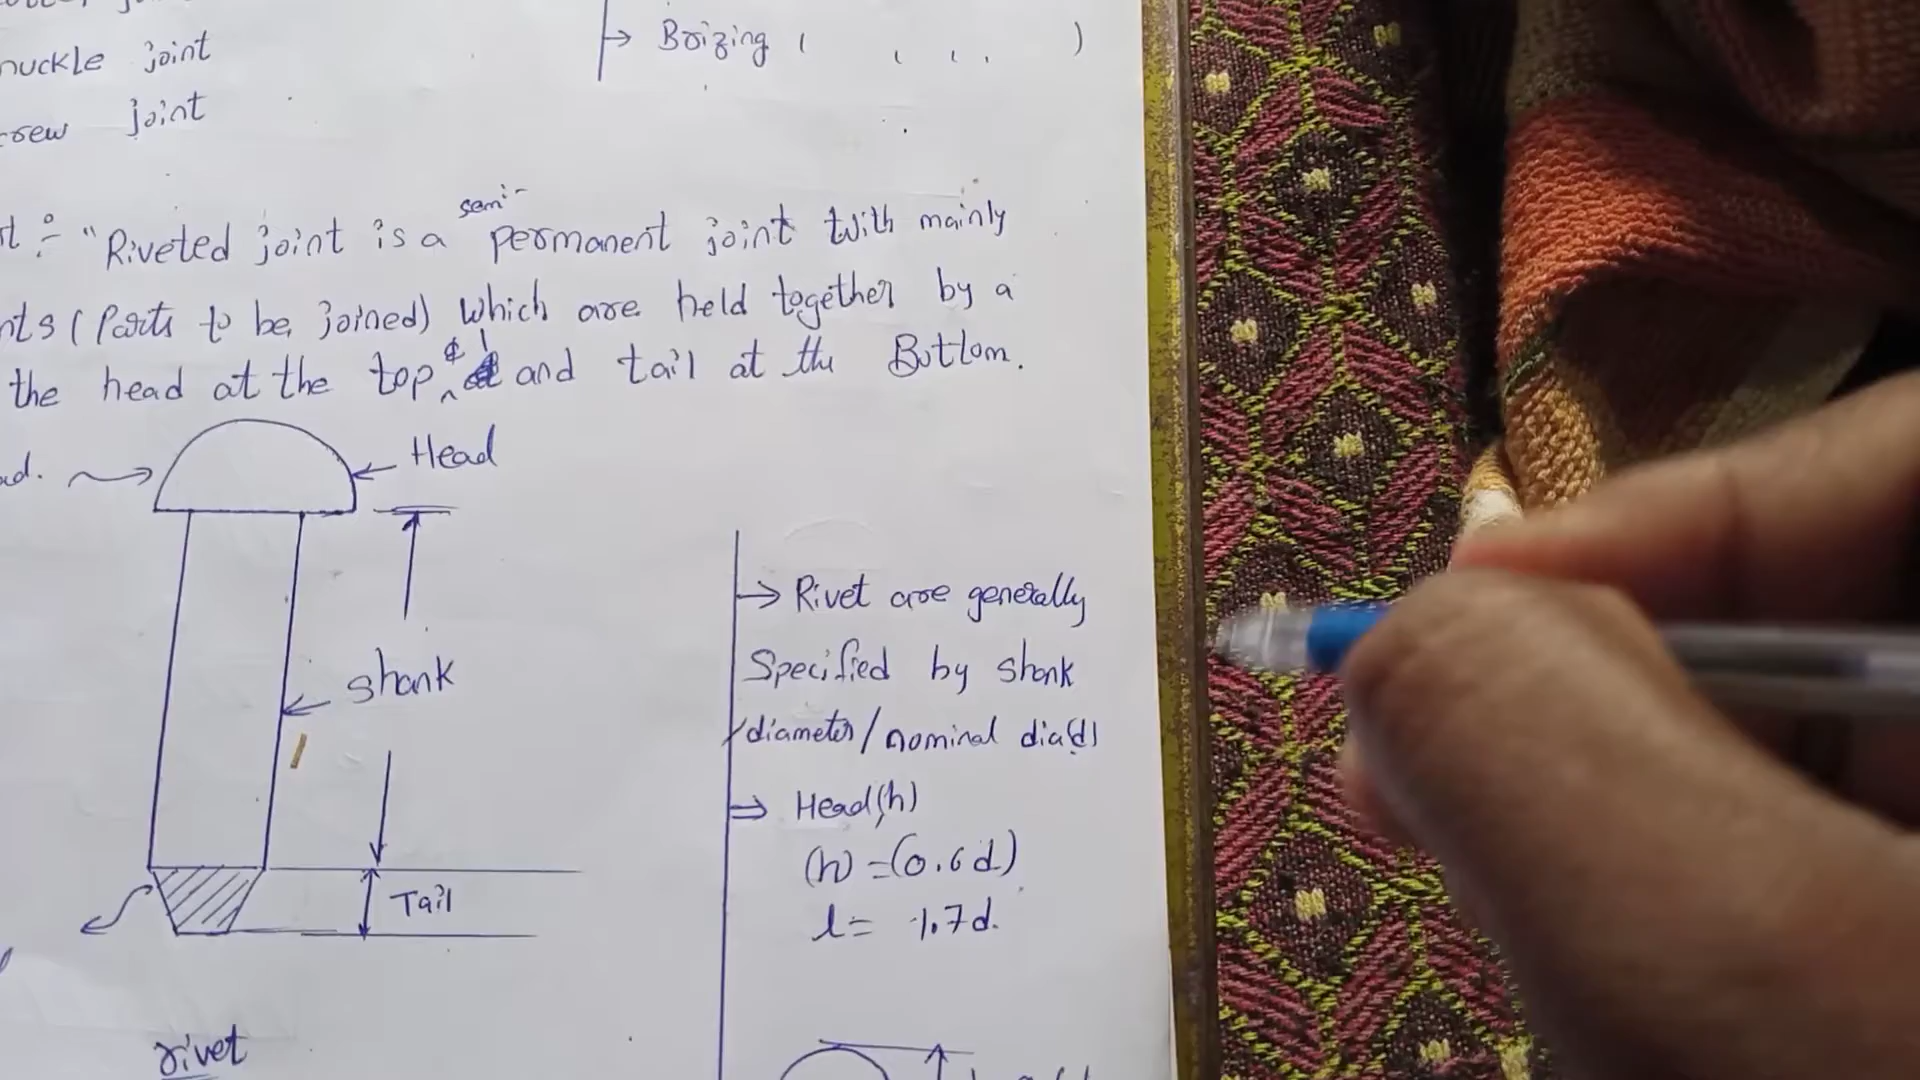 nuckle joint
crew joint
→ Brizing ( )
semi-
t :- "Riveted joint is a permanent joint with mainly
nts (Parts to be joined) which are held together by a
the head at the top & and tail at the Bottom.
ad.
Head
shank
Tail
rivet
→ Rivet are generally
Specified by shank
diameter/nominal dia(d)
⇒ Head(h)
(h) = (0.6d)
l = 1.7d.